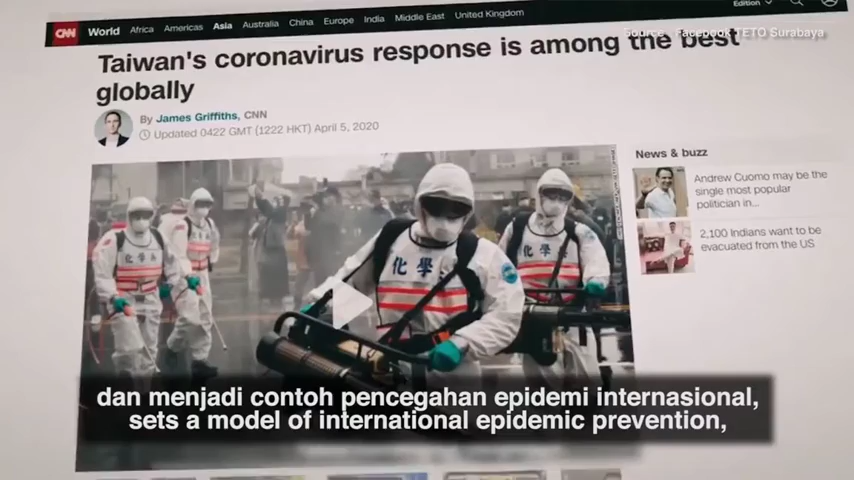 CNN World Africa Americas Asia Australia China Europe India Middle East United Kingdom Edition
Source : Facebook TETO Surabaya
Taiwan's coronavirus response is among the best
globally
By James Griffiths, CNN
Updated 0422 GMT (1222 HKT) April 5, 2020
News & buzz
Andrew Cuomo may be the
single most popular
politician in...
2,100 Indians want to be
evacuated from the US
化學兵
化學
dan menjadi contoh pencegahan epidemi internasional,
sets a model of international epidemic prevention,